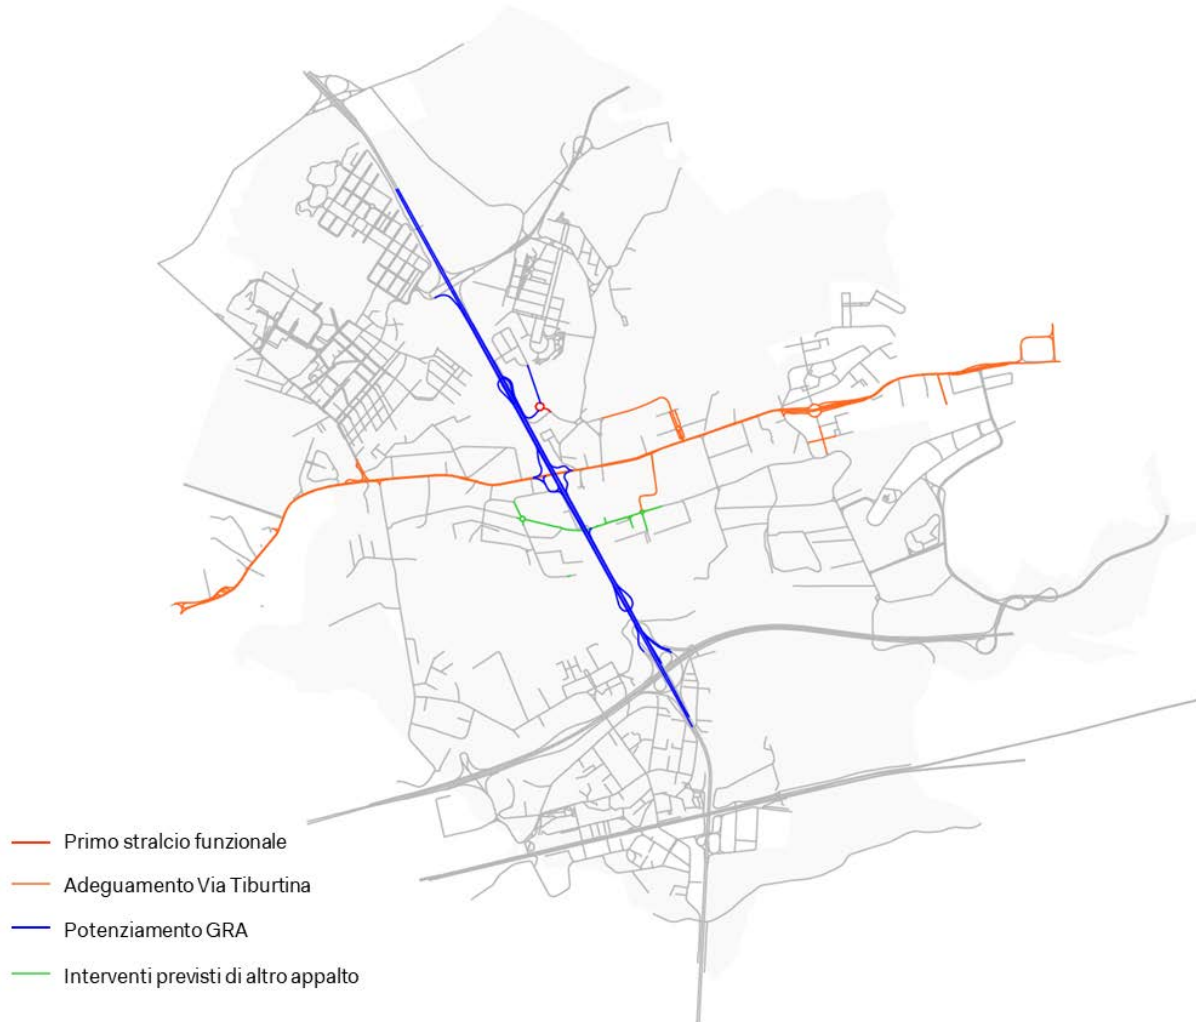 Primo stralcio funzionale
Adeguamento Via Tiburtina
Potenziamento GRA
Interventi previsti di altro appalto